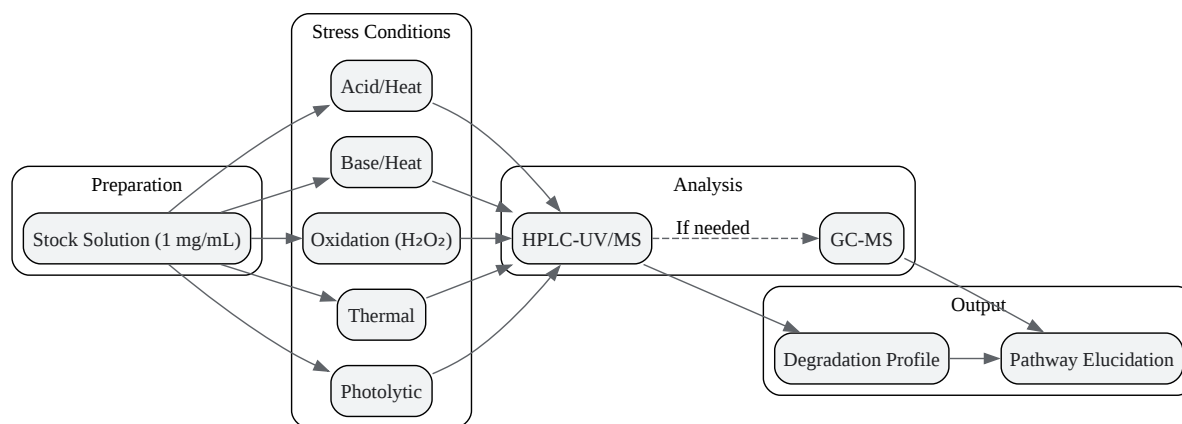 Preparation
Stock Solution (1 mg/mL)
Stress Conditions
Acid/Heat
Base/Heat
Oxidation (H₂O₂)
Thermal
Photolytic
Analysis
HPLC-UV/MS
If needed
GC-MS
Output
Degradation Profile
Pathway Elucidation